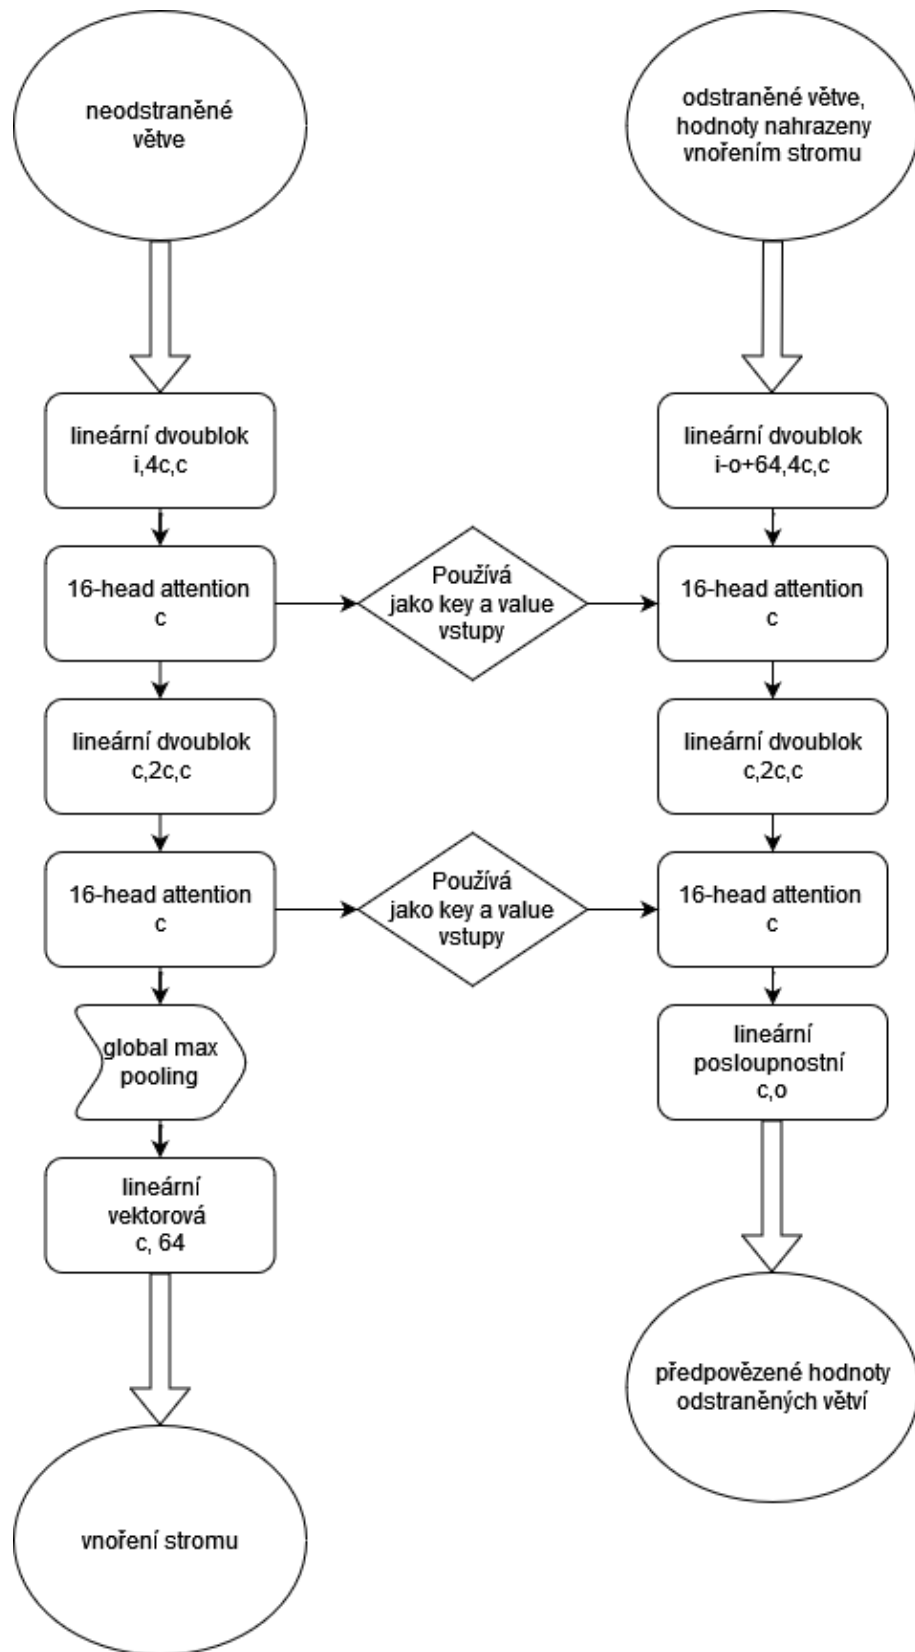 neodstraněné
větve
odstraněné větve,
hodnoty nahrazeny
vnořením stromu
lineární dvoublok
i,4c,c
lineární dvoublok
i-o+64,4c,c
16-head attention
c
Používá
jako key a value
vstupy
16-head attention
c
lineární dvoublok
c,2c,c
lineární dvoublok
c,2c,c
16-head attention
c
Používá
jako key a value
vstupy
16-head attention
c
global max
pooling
lineární
posloupnostní
c,o
lineární
vektorová
c, 64
předpovězené hodnoty
odstraněných větví
vnoření stromu